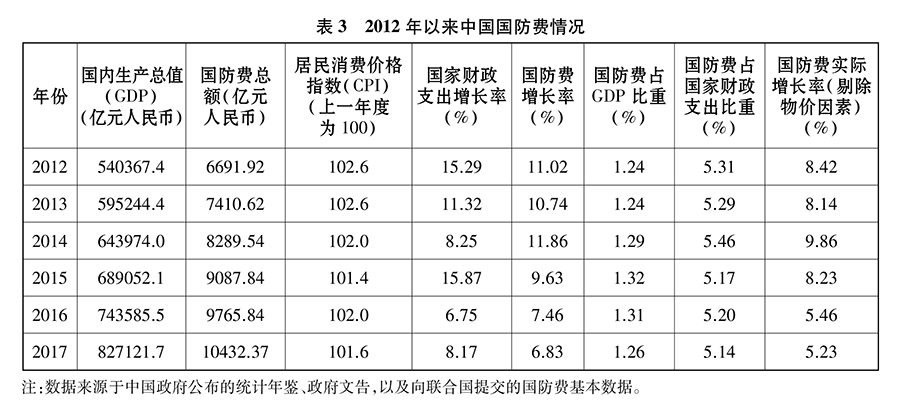 表 3 2012 年以来中国国防费情况
年份 国内生产总值(GDP)(亿元人民币) 国防费总额(亿元人民币) 居民消费价格指数(CPI)(上一年度为 100) 国家财政支出增长率(%) 国防费增长率(%) 国防费占 GDP 比重(%) 国防费占国家财政支出比重(%) 国防费实际增长率(剔除物价因素)(%)
2012 540367.4 6691.92 102.6 15.29 11.02 1.24 5.31 8.42
2013 595244.4 7410.62 102.6 11.32 10.74 1.24 5.29 8.14
2014 643974.0 8289.54 102.0 8.25 11.86 1.29 5.46 9.86
2015 689052.1 9087.84 101.4 15.87 9.63 1.32 5.17 8.23
2016 743585.5 9765.84 102.0 6.75 7.46 1.31 5.20 5.46
2017 827121.7 10432.37 101.6 8.17 6.83 1.26 5.14 5.23
注:数据来源于中国政府公布的统计年鉴、政府文告,以及向联合国提交的国防费基本数据。